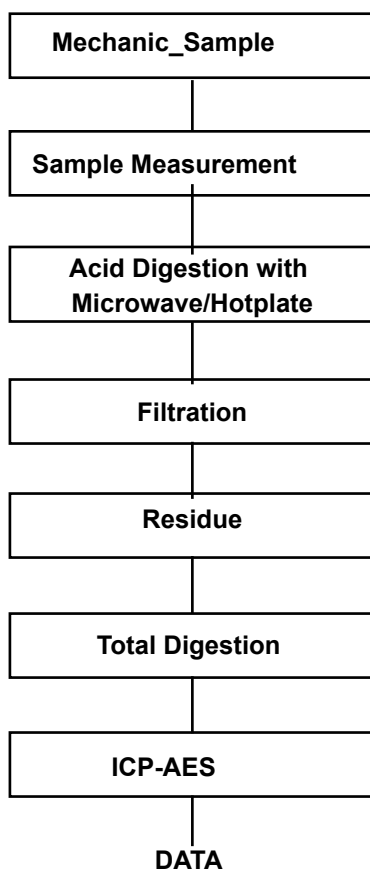 Mechanic_Sample
Sample Measurement
Acid Digestion with
Microwave/Hotplate
Filtration
Residue
Total Digestion
ICP-AES
DATA